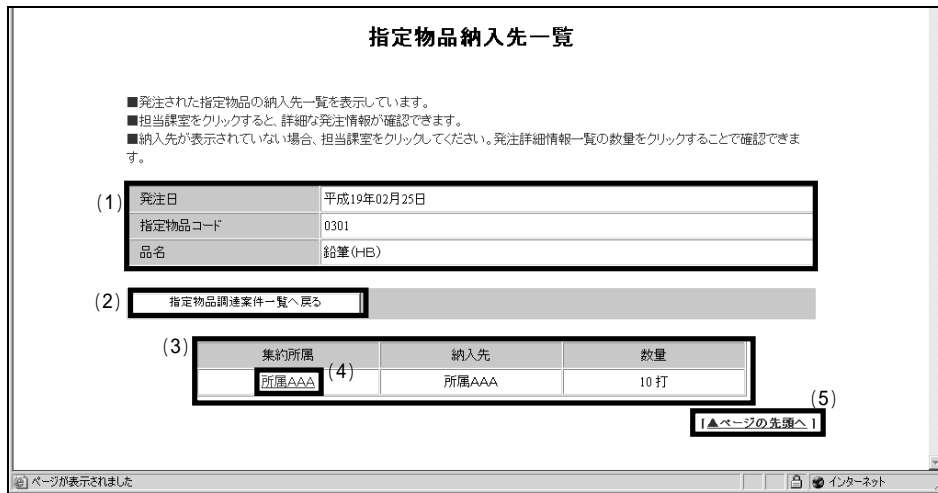 指定物品納入先一覧
■発注された指定物品の納入先一覧を表示しています。
■担当課室をクリックすると、詳細な発注情報が確認できます。
■納入先が表示されていない場合、担当課室をクリックしてください。発注詳細情報一覧の数量をクリックすることで確認できま
す。
(1)
発注日 平成19年02月25日
指定物品コード 0301
品名 鉛筆(HB)
(2) 指定物品調達案件一覧へ戻る
(3)
集約所属 納入先 数量
所属AAA (4) 所属AAA 10 打
(5)
[▲ページの先頭へ]
ページが表示されました インターネット